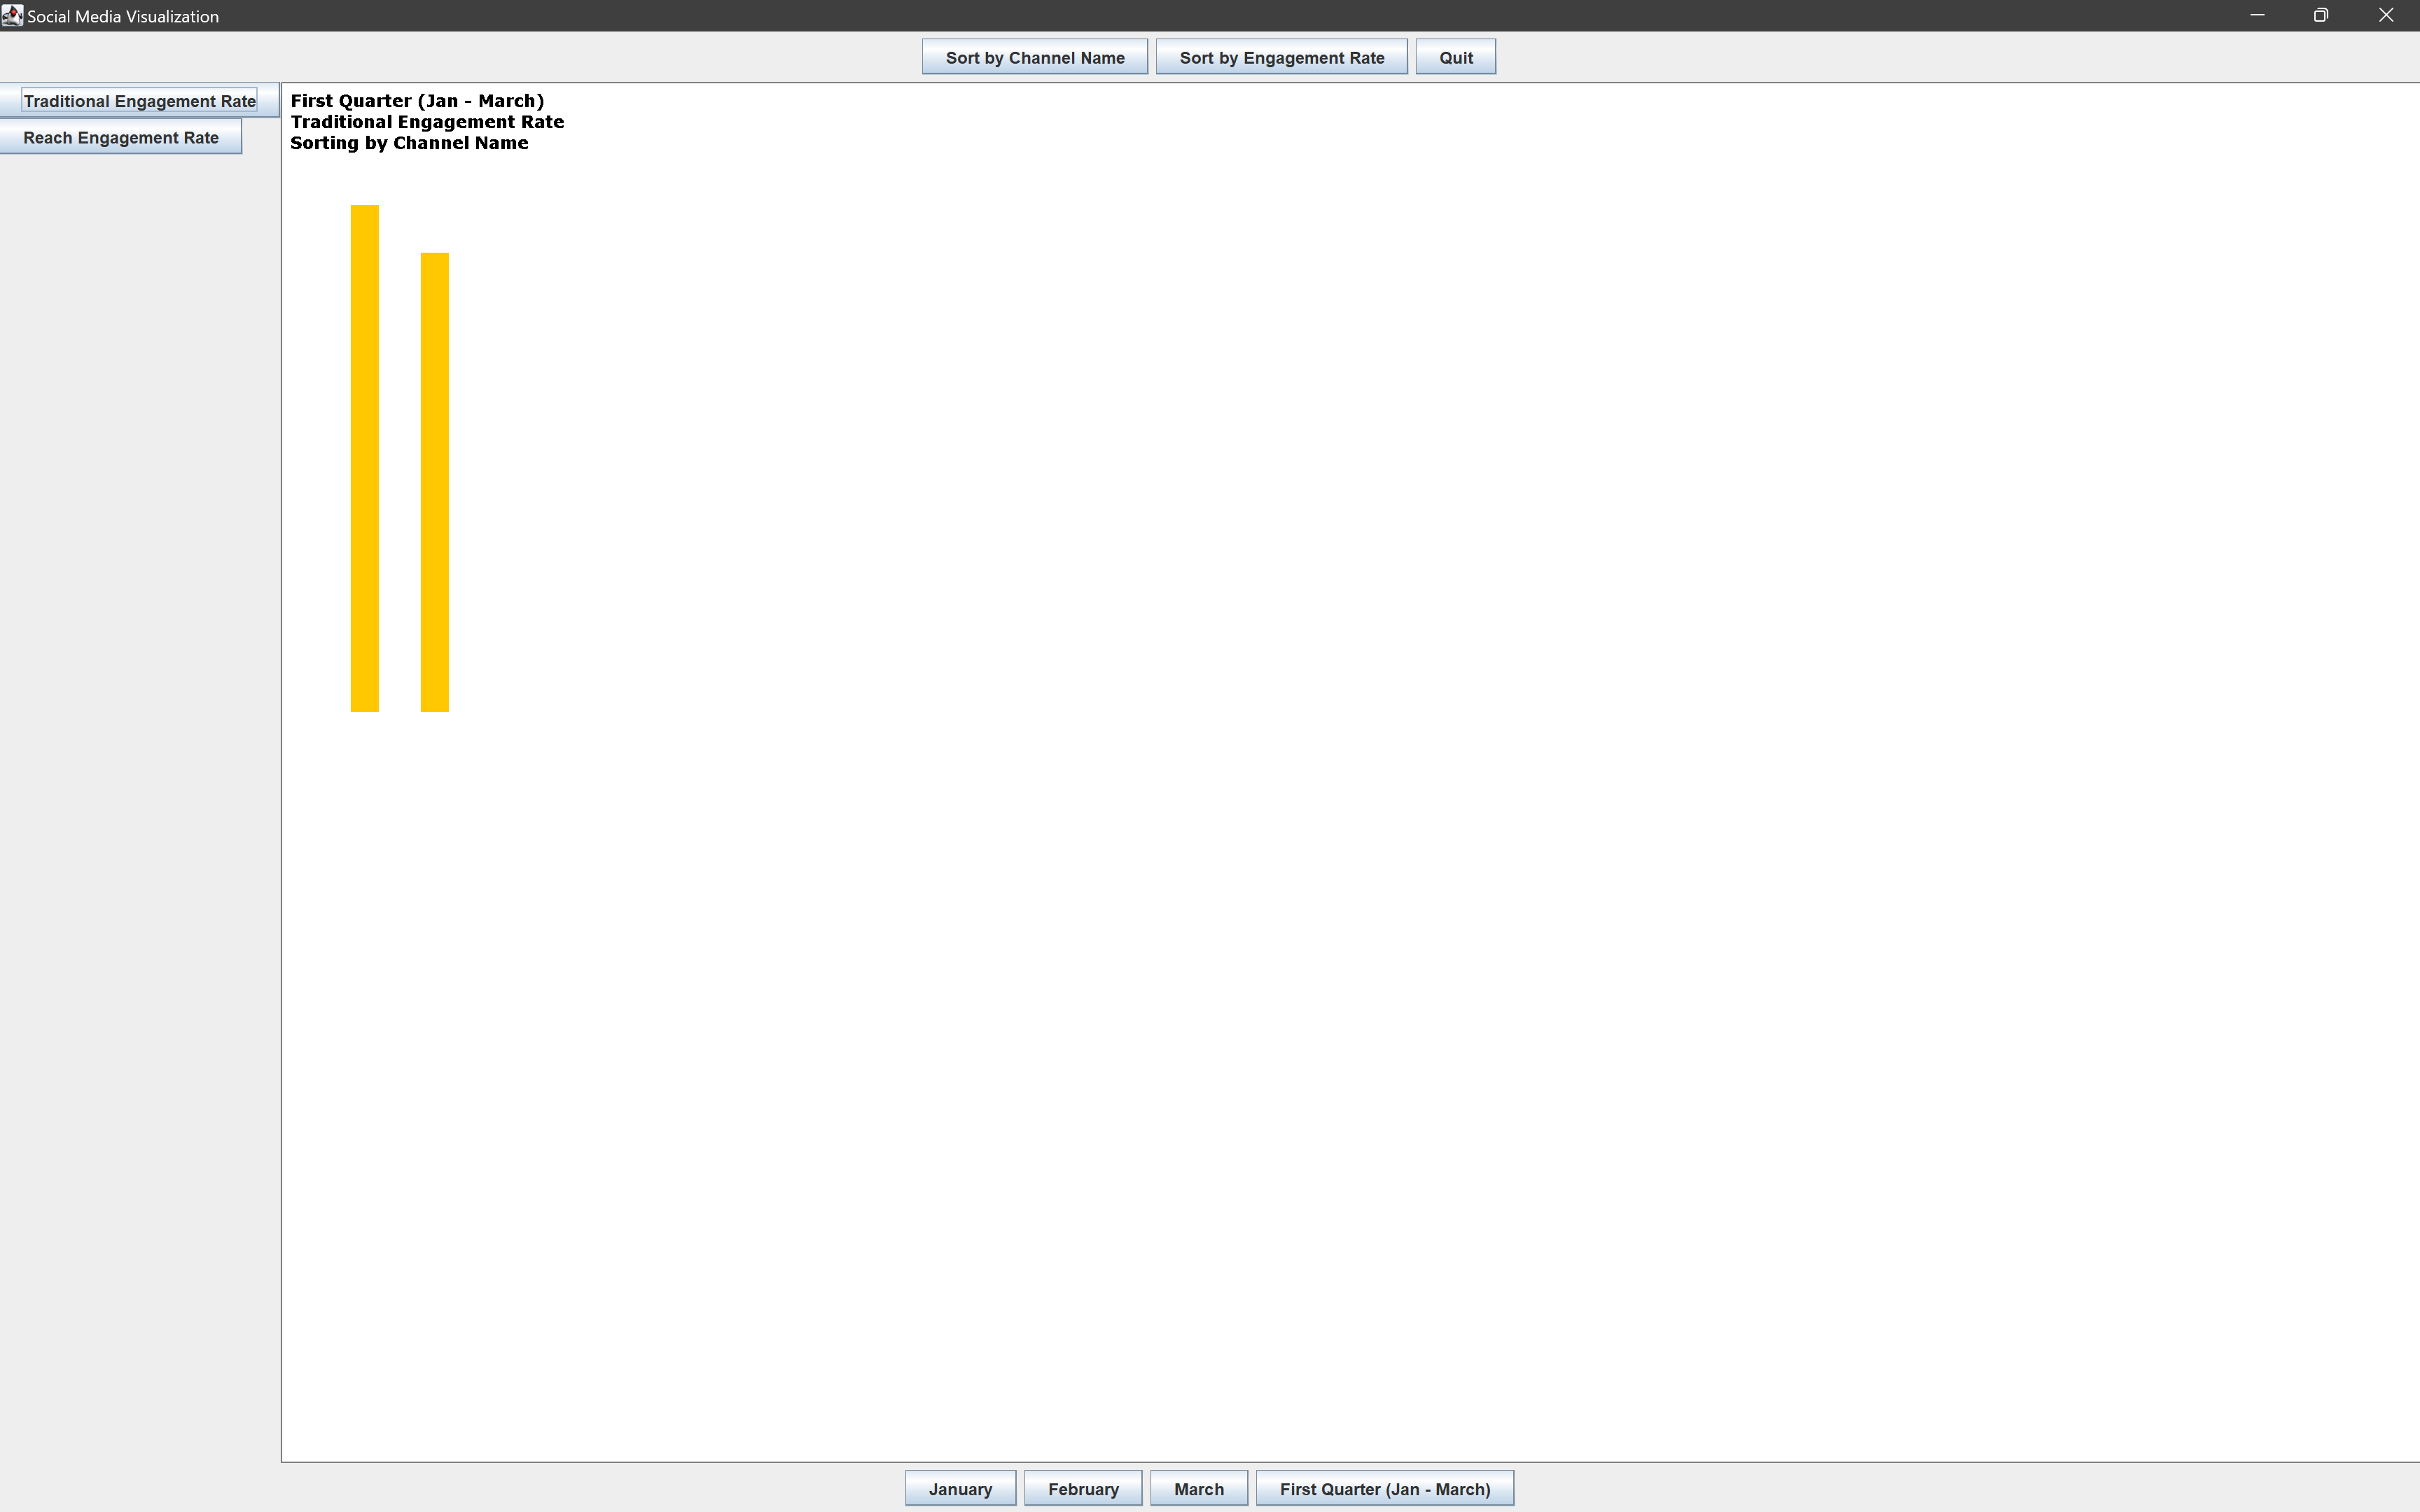 Social Media Visualization
Sort by Channel Name
Sort by Engagement Rate
Quit
Traditional Engagement Rate
Reach Engagement Rate
First Quarter (Jan - March)
Traditional Engagement Rate
Sorting by Channel Name
January
February
March
First Quarter (Jan - March)